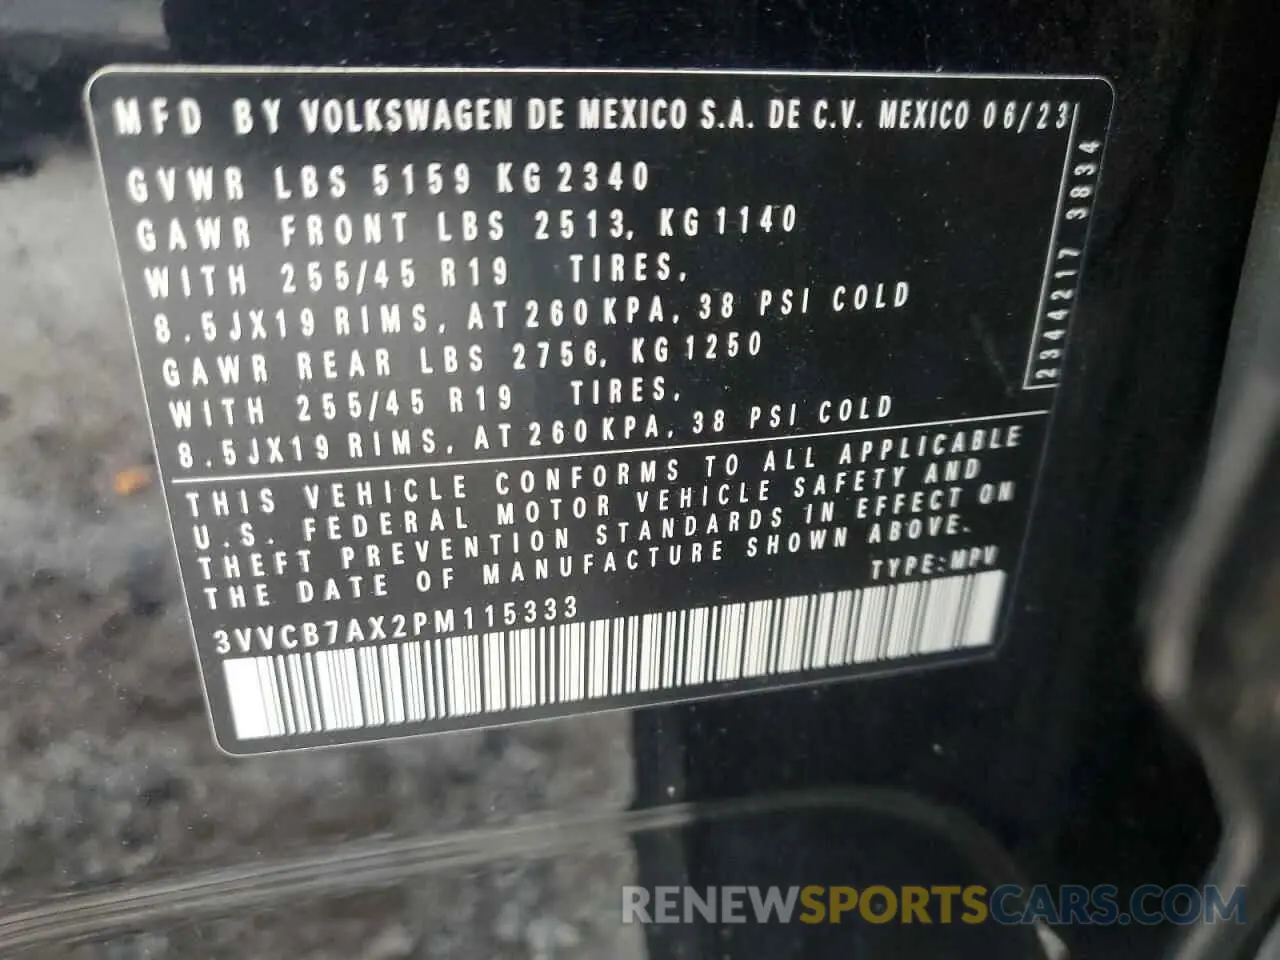 MFD BY VOLKSWAGEN DE MEXICO S.A. DE C.V. MEXICO 06/23
GVWR LBS 5159 KG 2340
GAWR FRONT LBS 2513, KG 1140
WITH 255/45 R19 TIRES,
8.5JX19 RIMS, AT 260 KPA, 38 PSI COLD
GAWR REAR LBS 2756, KG 1250
WITH 255/45 R19 TIRES,
8.5JX19 RIMS, AT 260 KPA, 38 PSI COLD
2344217 3834
THIS VEHICLE CONFORMS TO ALL APPLICABLE
U.S. FEDERAL MOTOR VEHICLE SAFETY AND
THEFT PREVENTION STANDARDS IN EFFECT ON
THE DATE OF MANUFACTURE SHOWN ABOVE.
3VVCB7AX2PM115333 TYPE:MPV
RENEWSPORTSCARS.COM